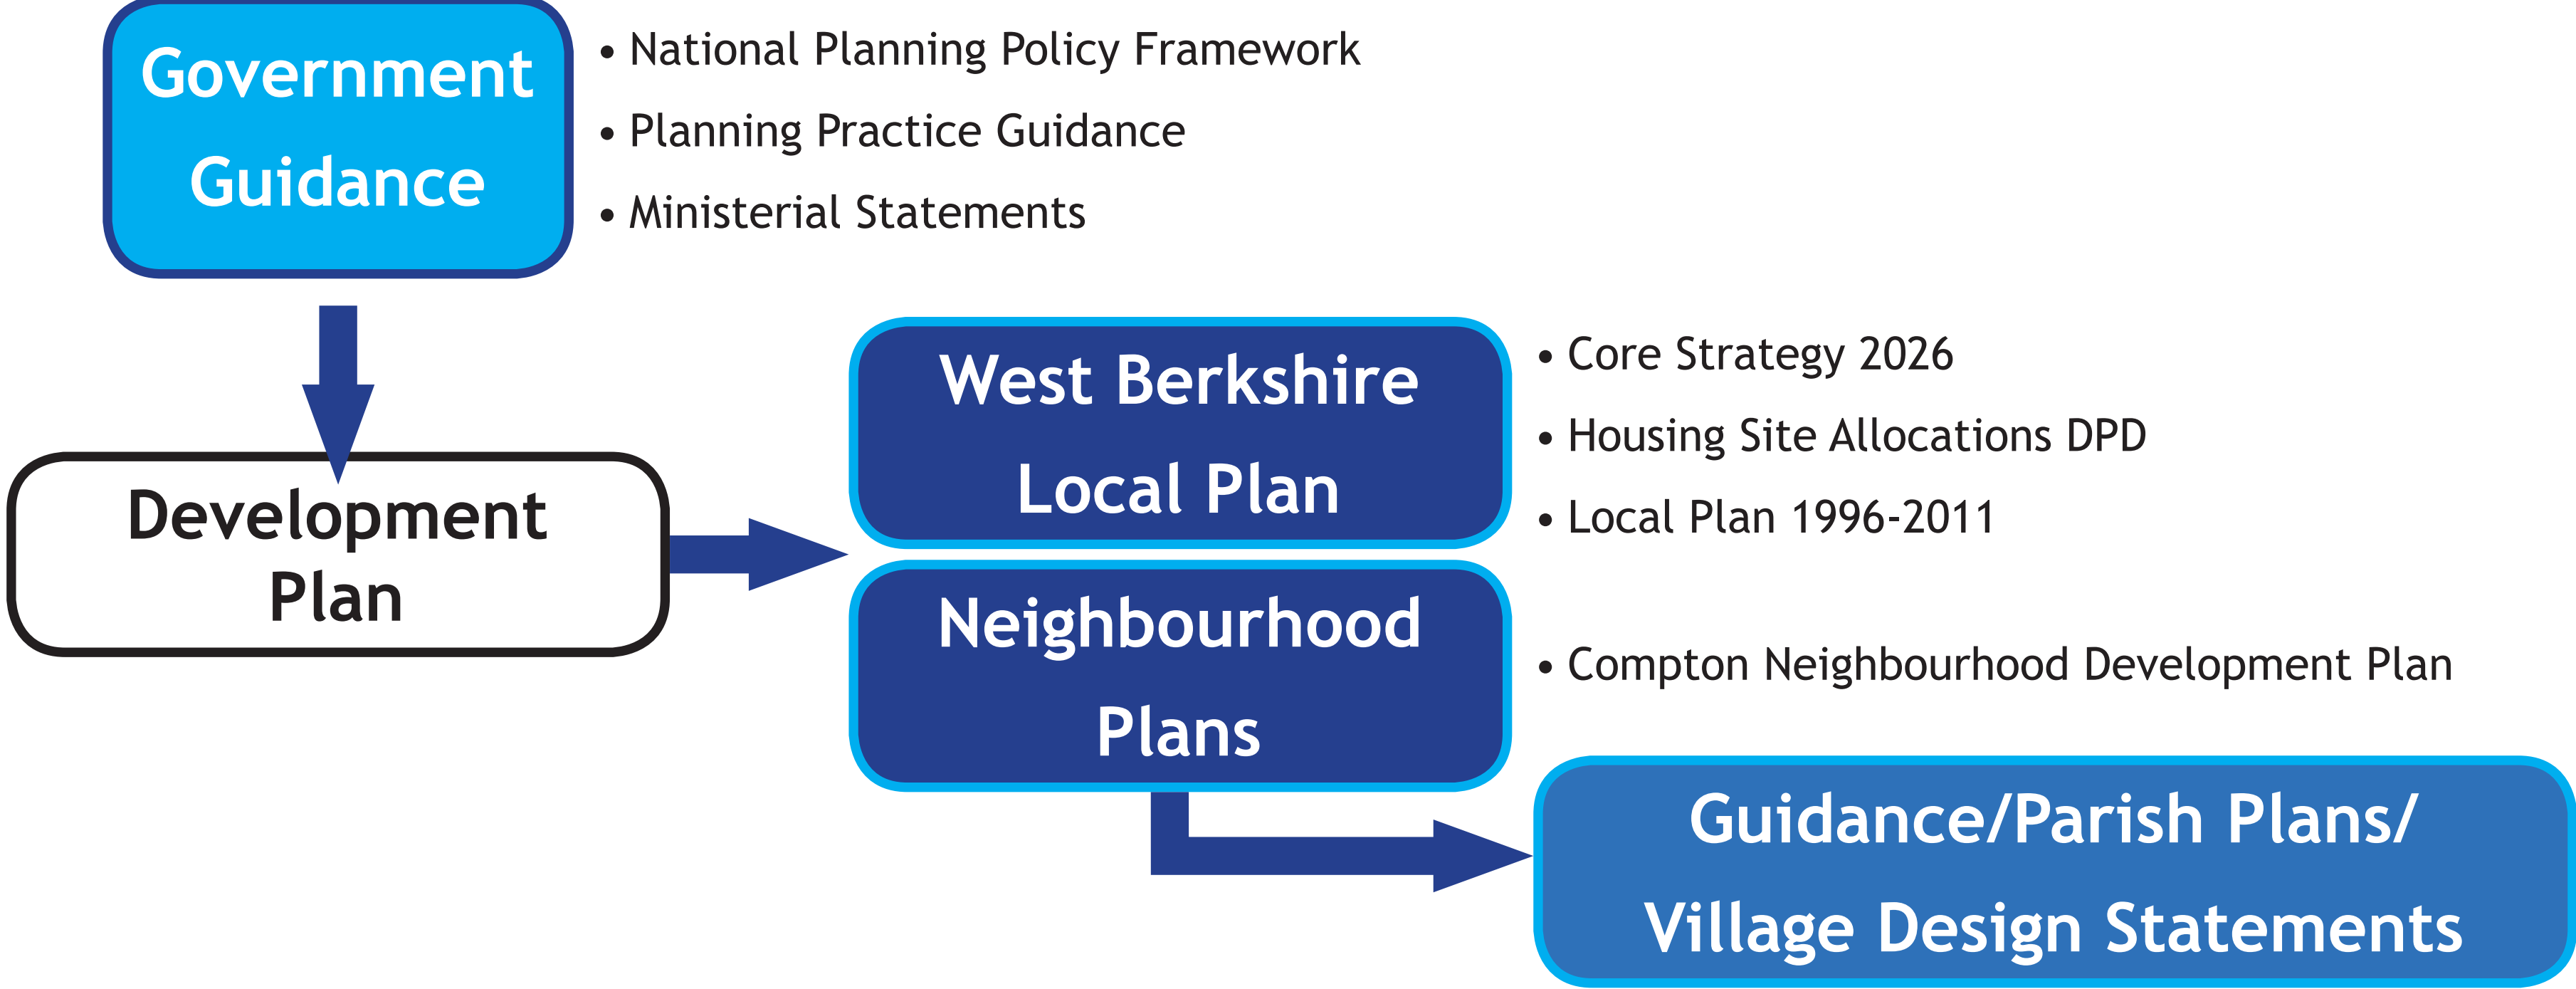 Government
Guidance
• National Planning Policy Framework
• Planning Practice Guidance
• Ministerial Statements
Development
Plan
West Berkshire
Local Plan
• Core Strategy 2026
• Housing Site Allocations DPD
• Local Plan 1996-2011
Neighbourhood
Plans
• Compton Neighbourhood Development Plan
Guidance/Parish Plans/
Village Design Statements